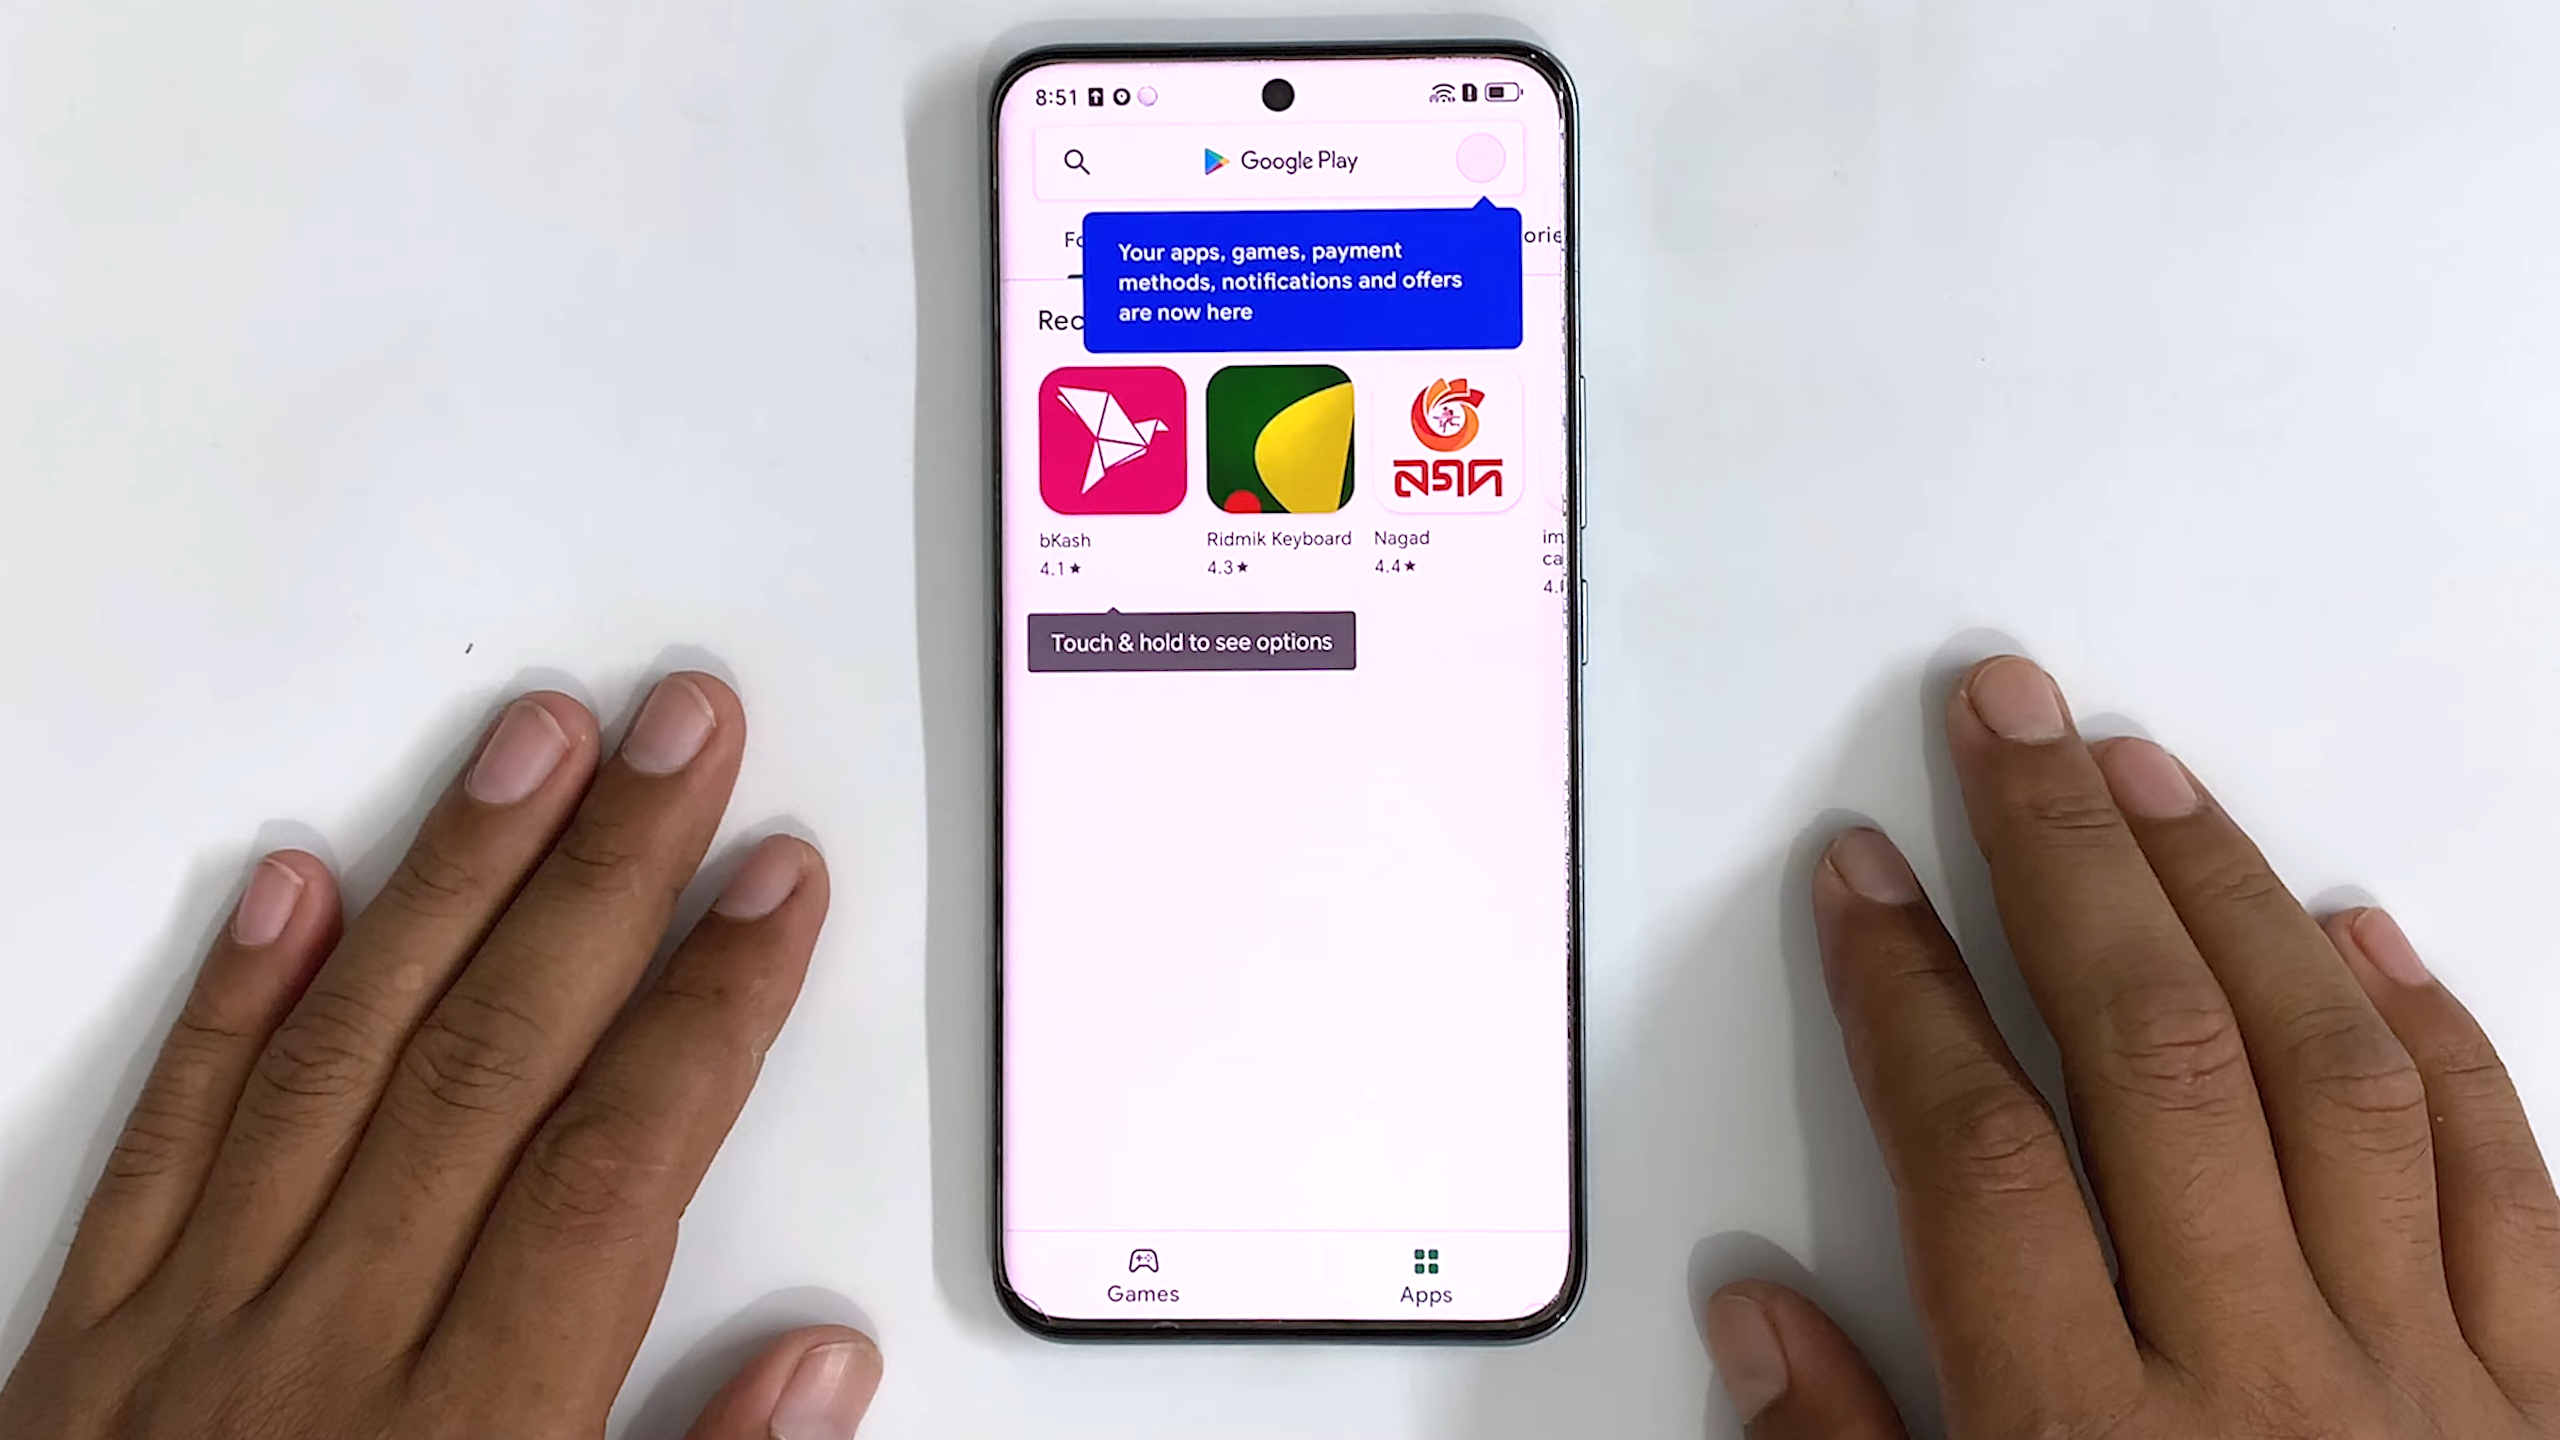 8:51
Google Play
Your apps, games, payment
methods, notifications and offers
are now here
নগদ
bKash
Ridmik Keyboard
Nagad
4.1★
4.3★
4.4★
Touch & hold to see options
Games
Apps